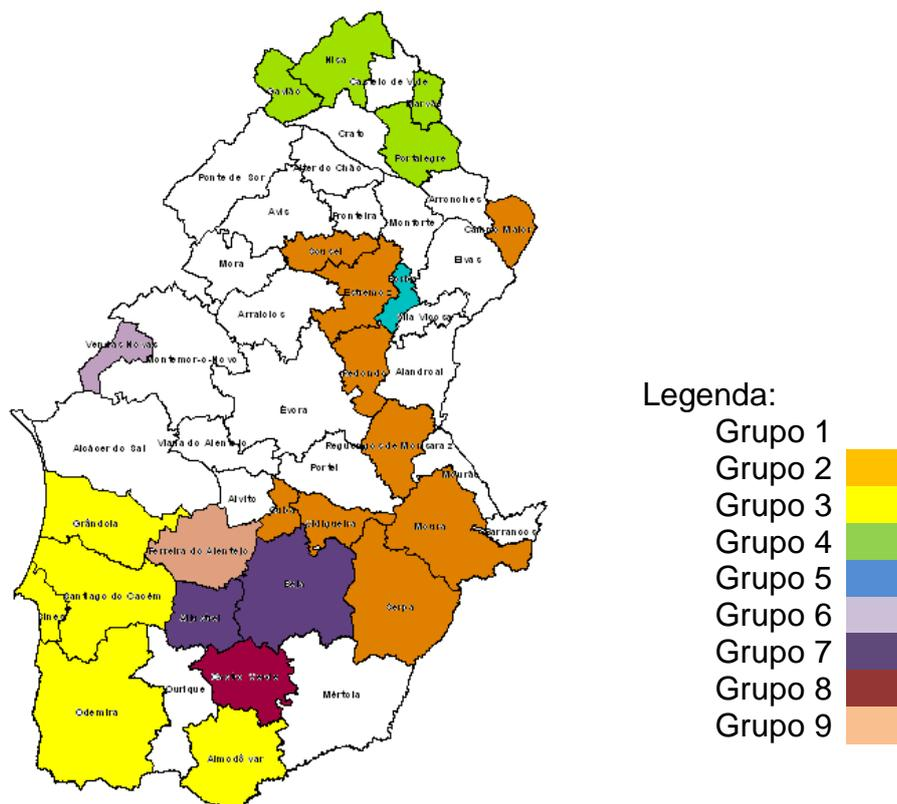 Nisa
Castelo de Vide
Gavião
Marvão
Crato
Portalegre
Alter do Chão
Ponte de Sor
Arronches
Avis
Fronteira
Monforte
Campo Maior
Sousel
Elvas
Mora
Borba
Estremoz
Arraiolos
Vila Viçosa
Vendas Novas
Montemor-o-Novo
Redondo
Alandroal
Évora
Legenda:
Grupo 1
Alcácer do Sal
Viana do Alentejo
Reguengos de Monsaraz
Portel
Mourão
Grupo 2
Alvito
Grupo 3
Grândola
Cuba
Vidigueira
Moura
Barrancos
Grupo 4
Ferreira do Alentejo
Grupo 5
Beja
Santiago do Cacém
Serpa
Grupo 6
Sines
Aljustrel
Grupo 7
Castro Verde
Ourique
Mértola
Grupo 8
Odemira
Grupo 9
Almodôvar